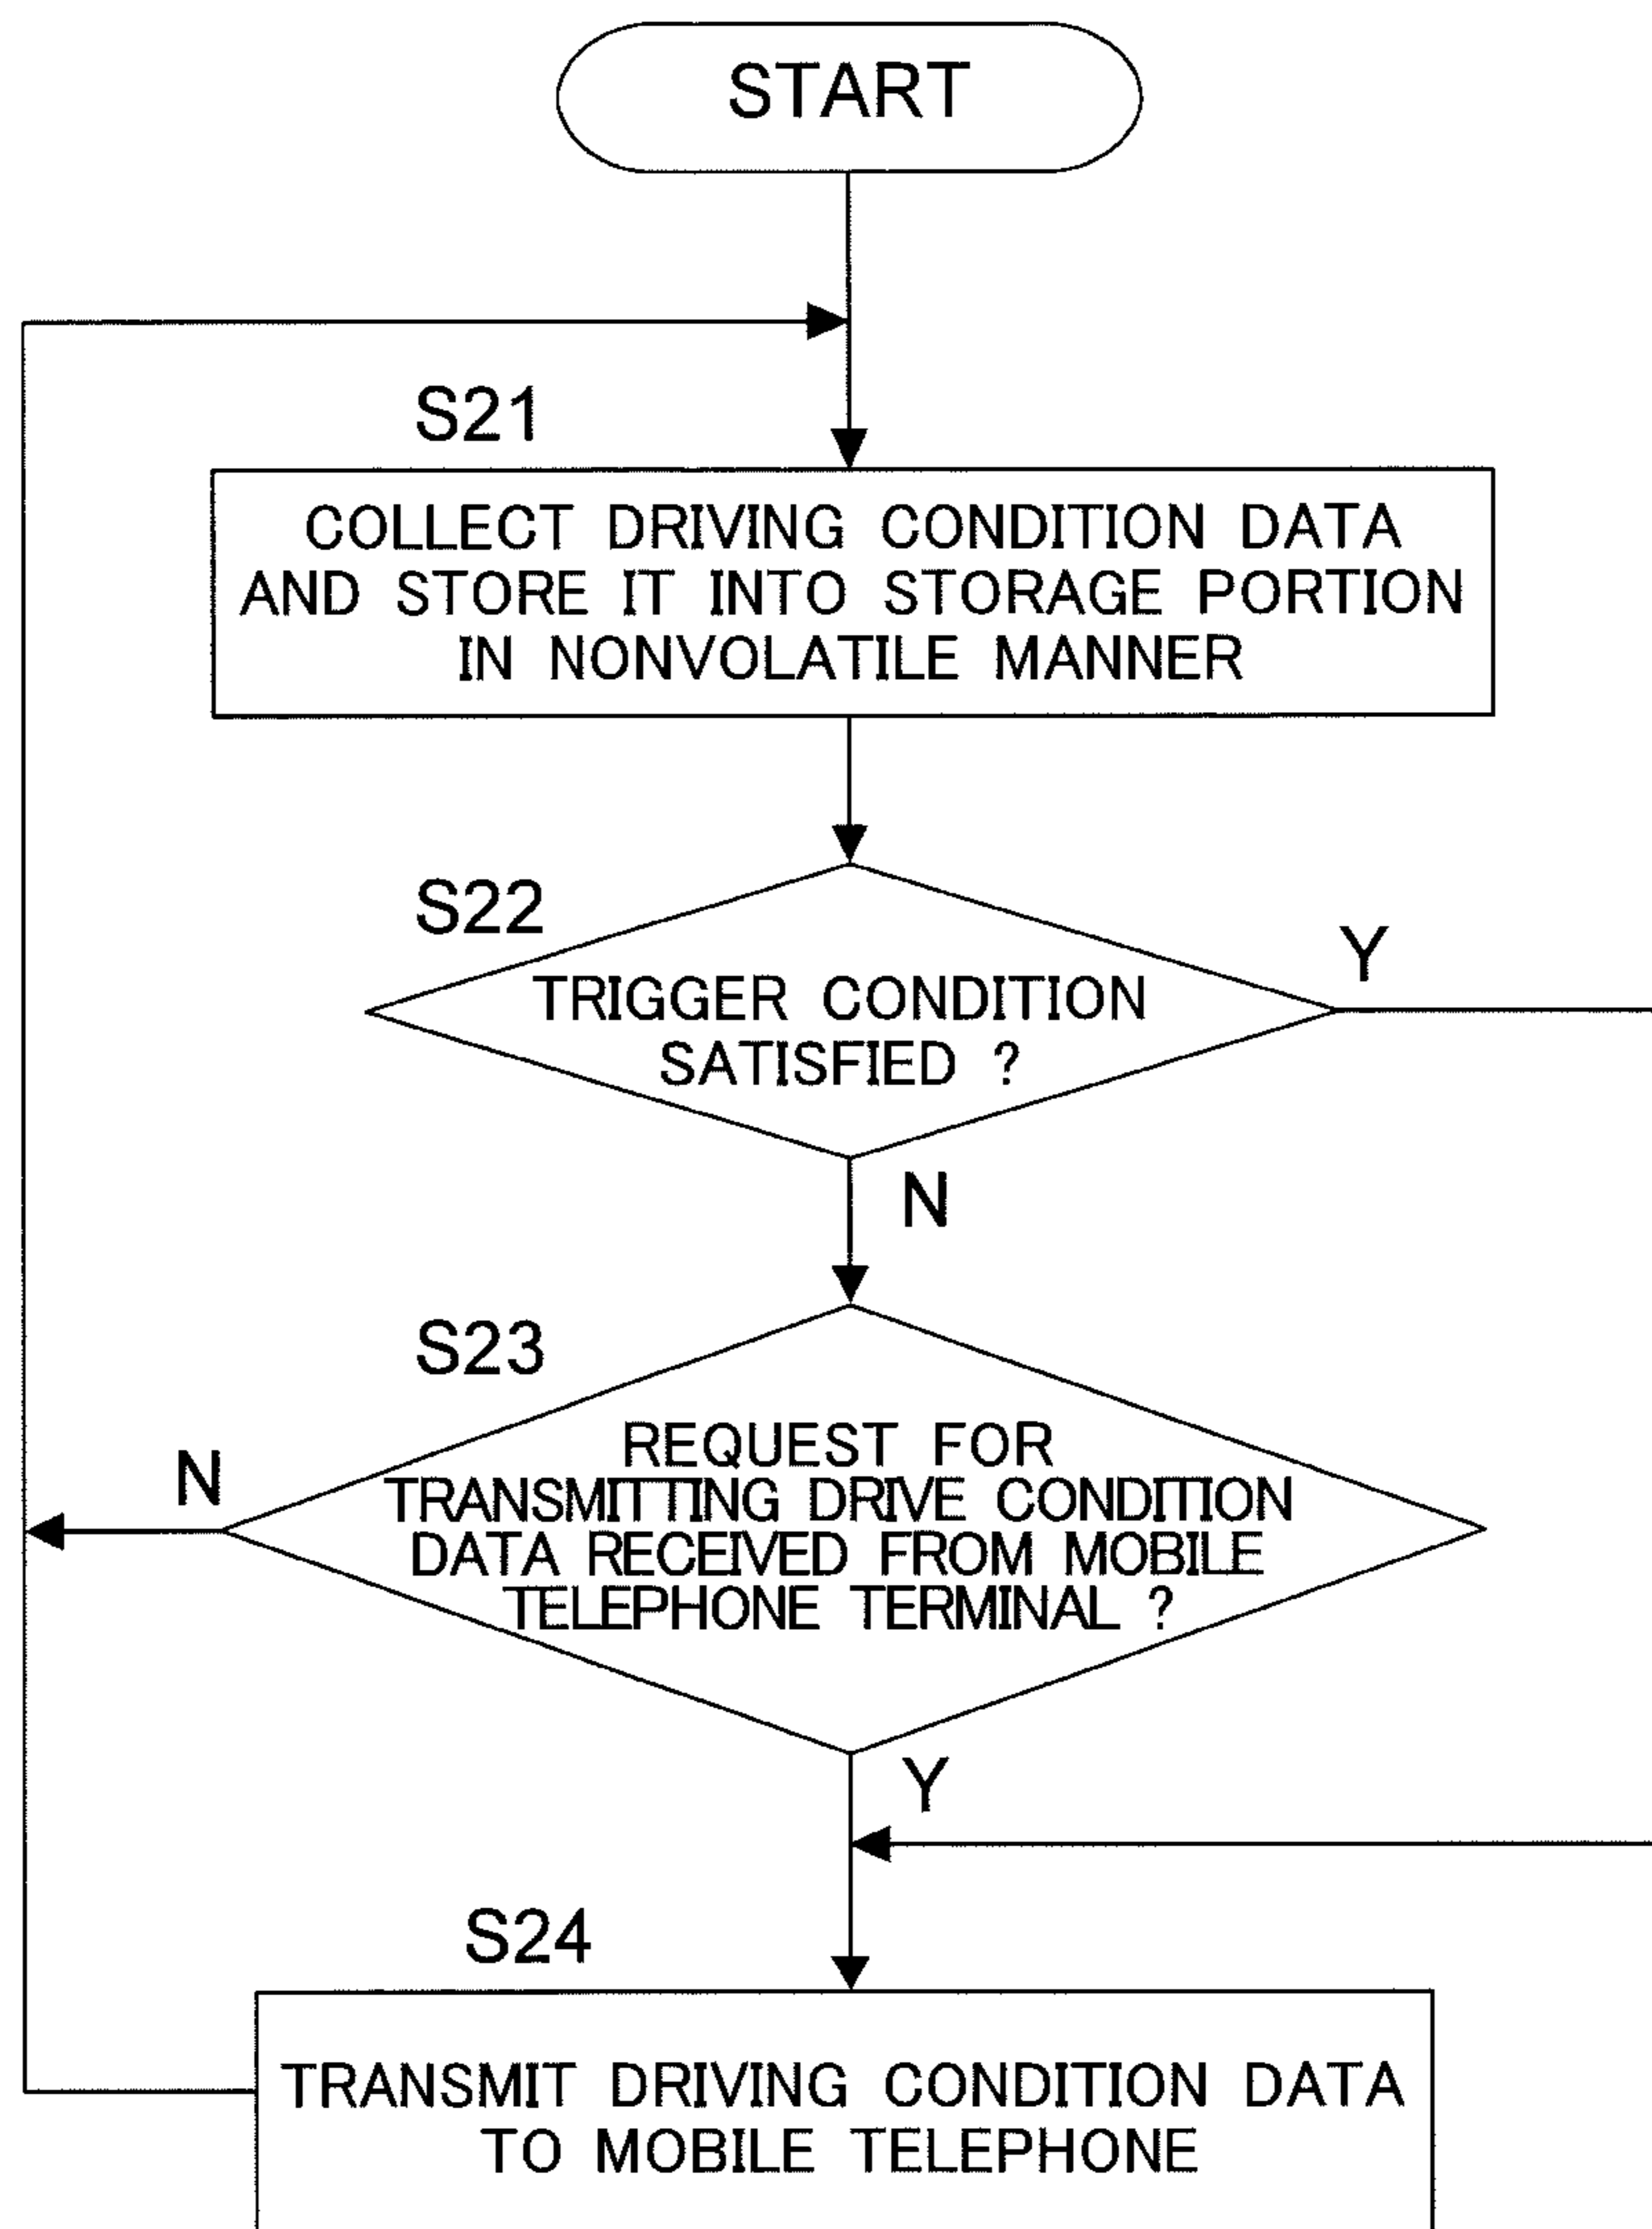 START
S21
COLLECT DRIVING CONDITION DATA
AND STORE IT INTO STORAGE PORTION
IN NONVOLATILE MANNER
S22
Y
TRIGGER CONDITION
SATISFIED ?
N
S23
REQUEST FOR
N
TRANSMITTING DRIVE CONDITION
DATA RECEIVED FROM MOBILE
TELEPHONE TERMINAL ?
Y
S24
TRANSMIT DRIVING CONDITION DATA
TO MOBILE TELEPHONE